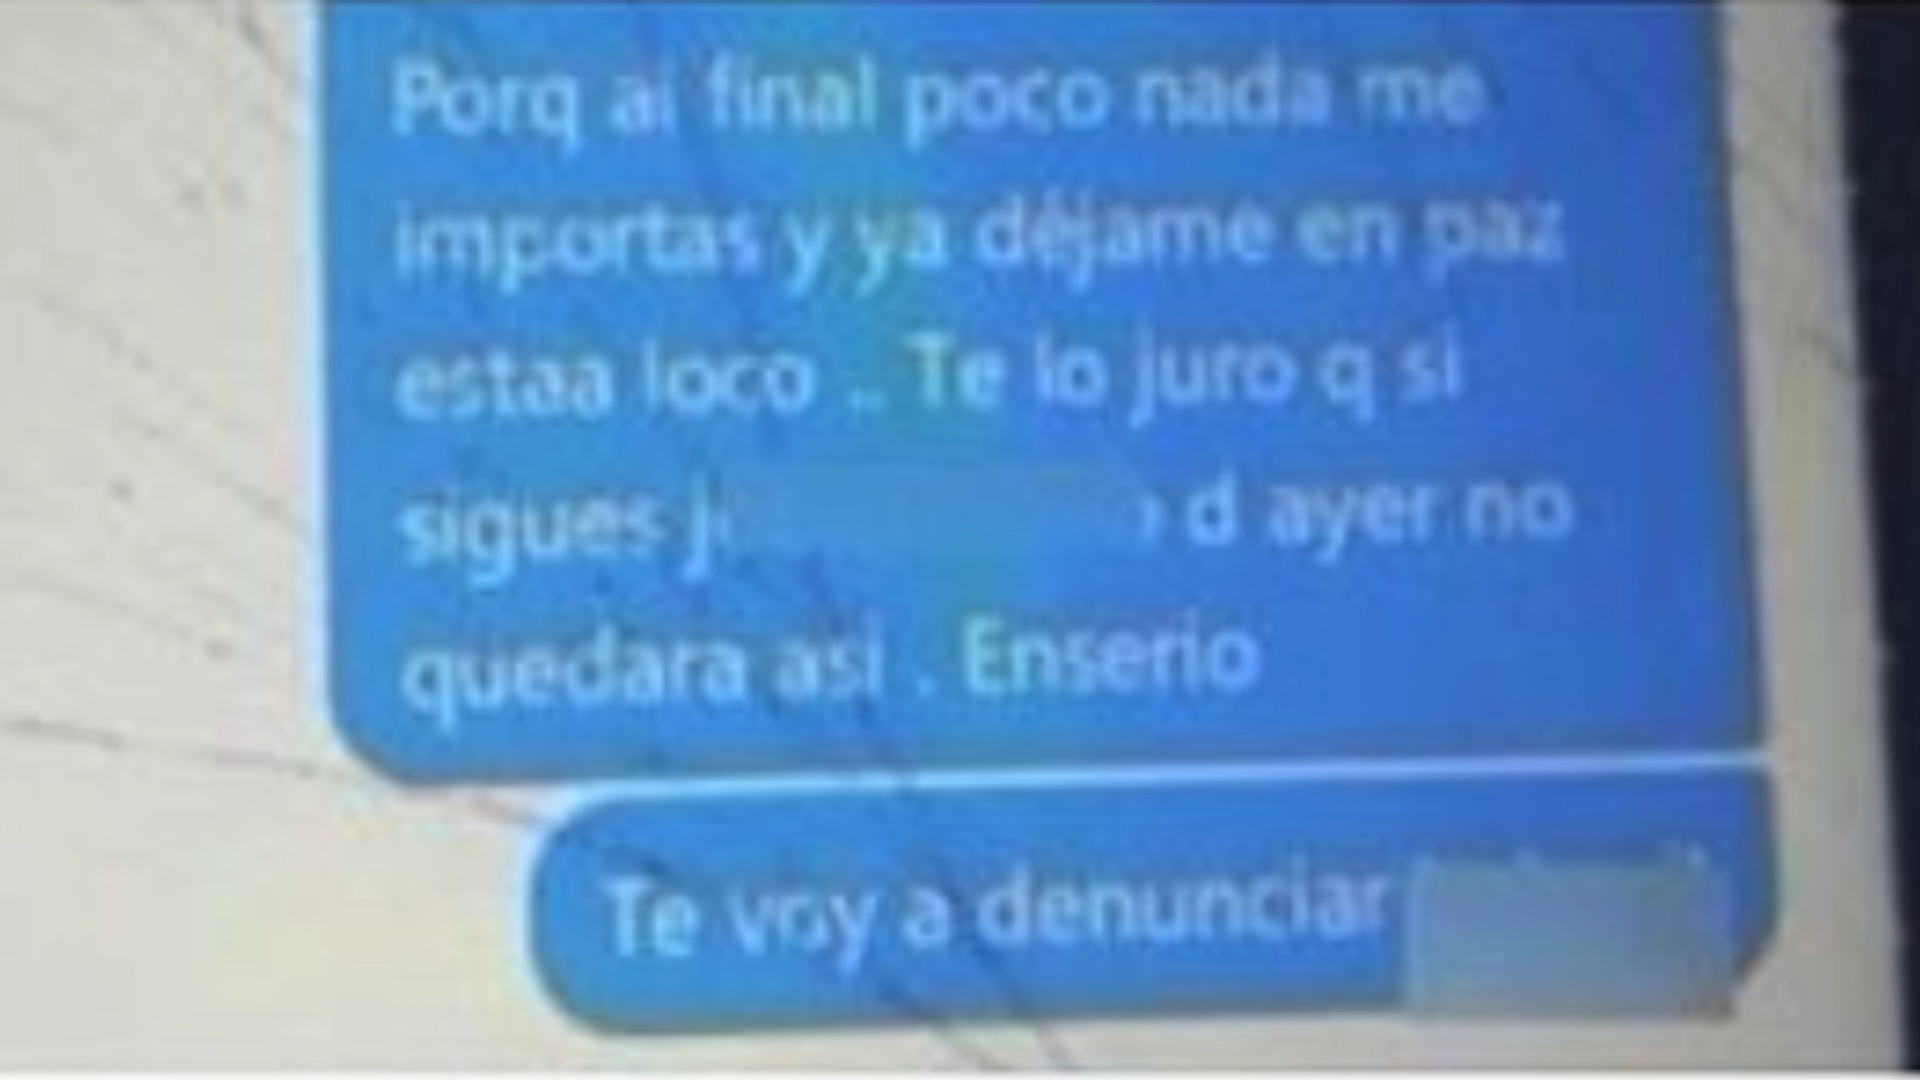 Porq al final poco nada me
importas y ya déjame en paz
estaa loco .. Te lo juro q si
sigues d ayer no
quedara asi . Enserio
Te voy a denunciar